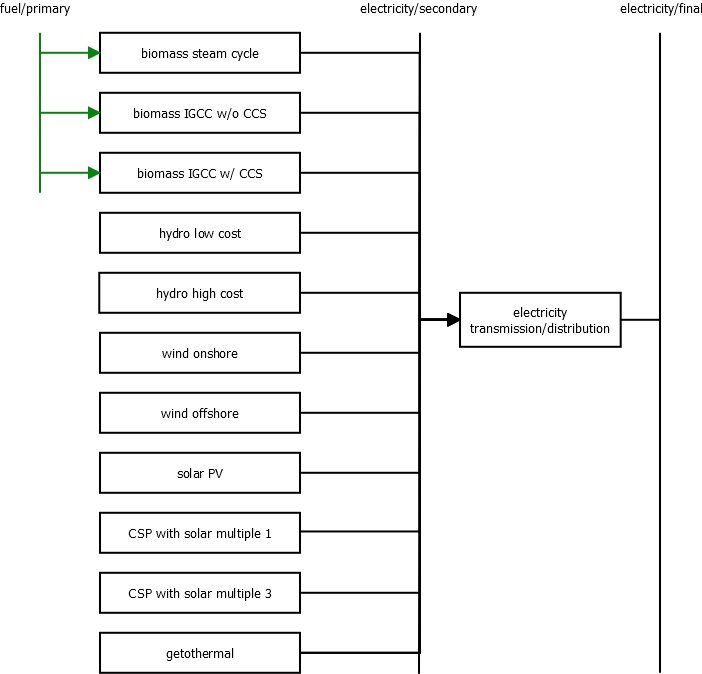 fuel/primary
electricity/secondary
electricity/final
biomass steam cycle
biomass IGCC w/o CCS
biomass IGCC w/ CCS
hydro low cost
hydro high cost
wind onshore
electricity
transmission/distribution
wind offshore
solar PV
CSP with solar multiple 1
CSP with solar multiple 3
getothermal